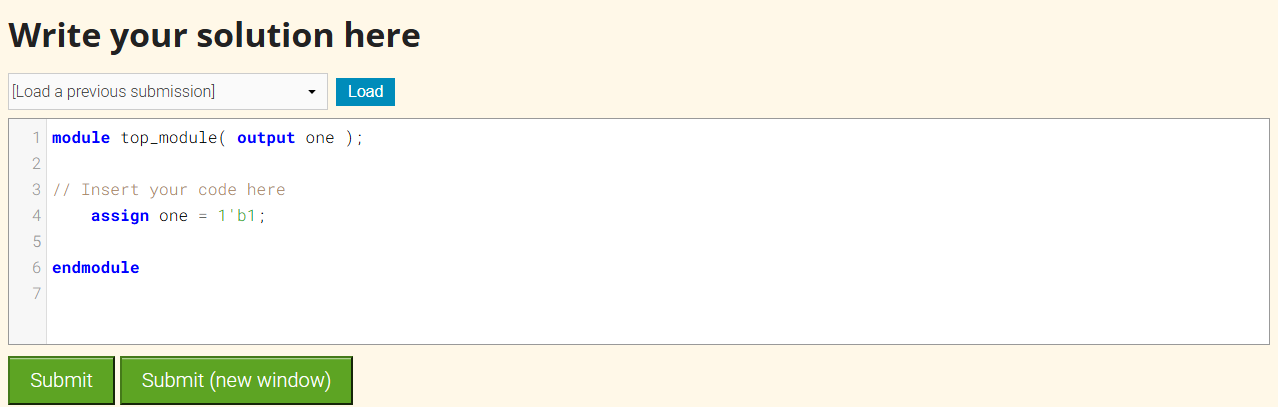 Write your solution here
[Load a previous submission]
Load
1 module top_module( output one );
2
3 // Insert your code here
4     assign one = 1'b1;
5
6 endmodule
7
Submit
Submit (new window)